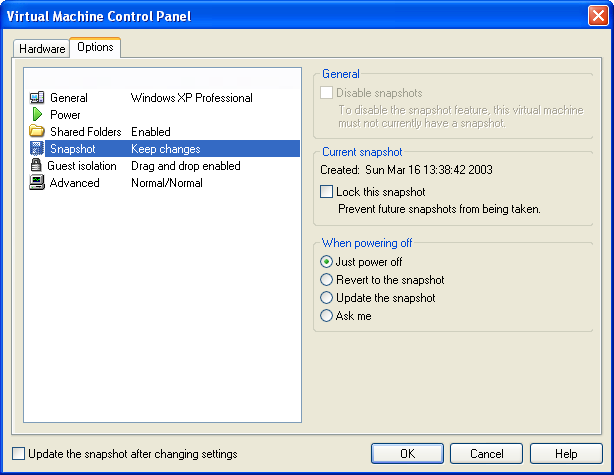 Virtual Machine Control Panel
Hardware
Options
General Windows XP Professional
Power
Shared Folders Enabled
Snapshot Keep changes
Guest isolation Drag and drop enabled
Advanced Normal/Normal
General
Disable snapshots
To disable the snapshot feature, this virtual machine
must not currently have a snapshot.
Current snapshot
Created: Sun Mar 16 13:38:42 2003
Lock this snapshot
Prevent future snapshots from being taken.
When powering off
Just power off
Revert to the snapshot
Update the snapshot
Ask me
Update the snapshot after changing settings
OK
Cancel
Help